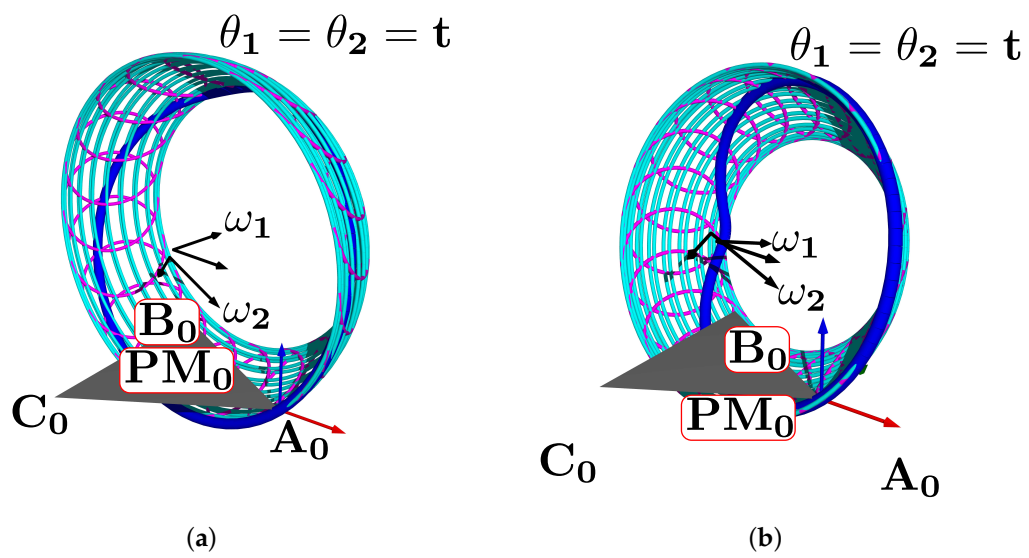 θ₁ = θ₂ = t
ω₁
ω₂
B₀
PM₀
C₀
A₀
(a)
θ₁ = θ₂ = t
ω₁
ω₂
B₀
PM₀
C₀
A₀
(b)